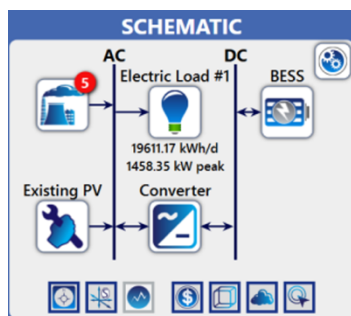 SCHEMATIC
AC
DC
5
Electric Load #1
BESS
19611.17 kWh/d
1458.35 kW peak
Existing PV
Converter
S
$